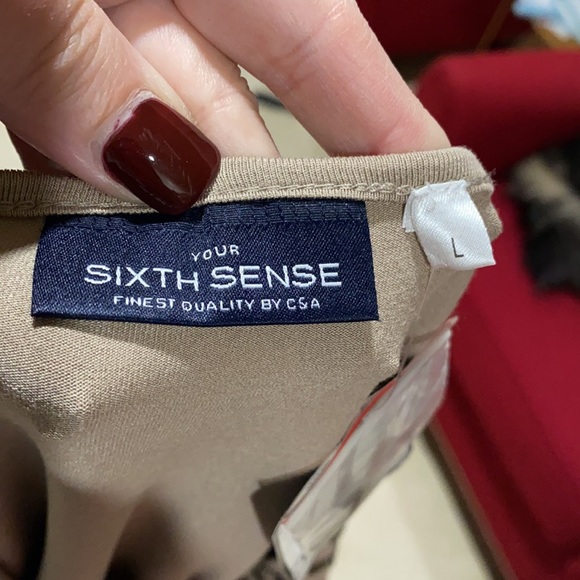 YOUR
SIXTH SENSE
FINEST QUALITY BY C&A
L